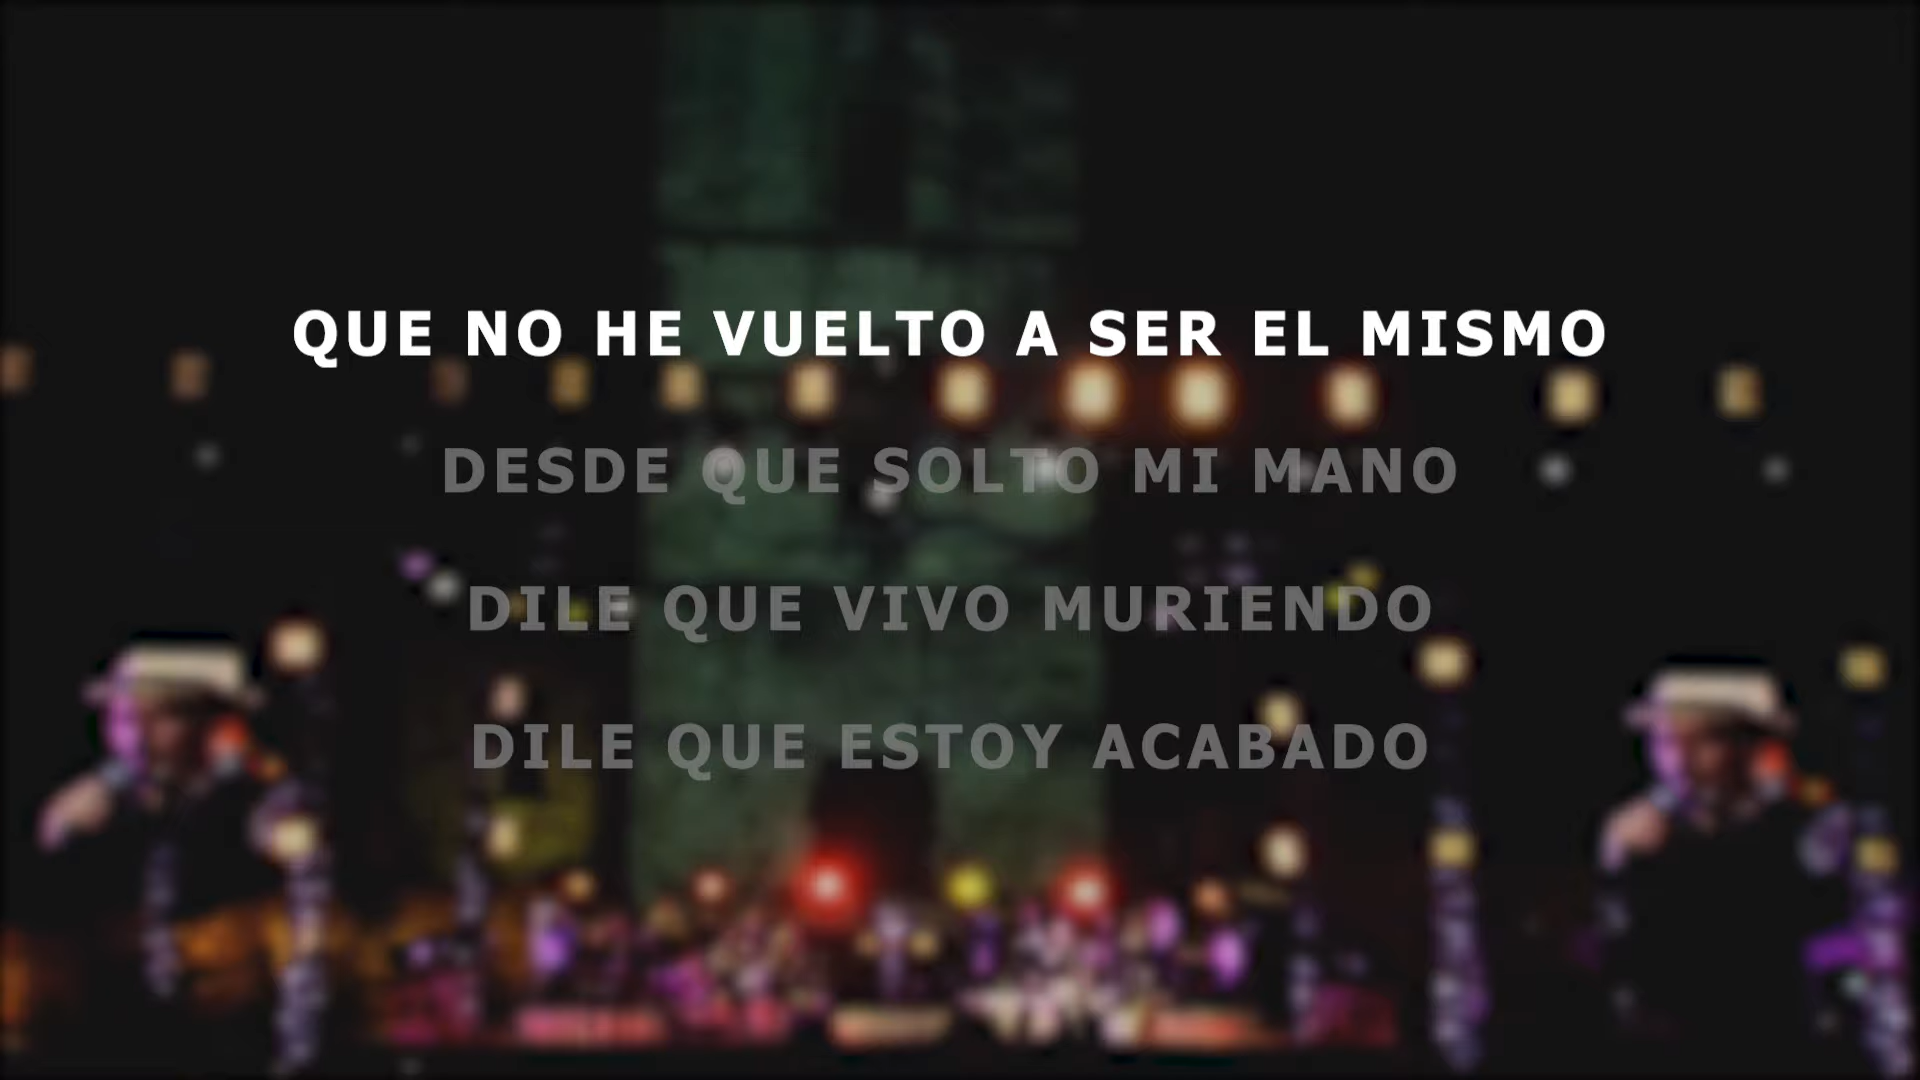 QUE NO HE VUELTO A SER EL MISMO
DESDE QUE SOLTO MI MANO
DILE QUE VIVO MURIENDO
DILE QUE ESTOY ACABADO